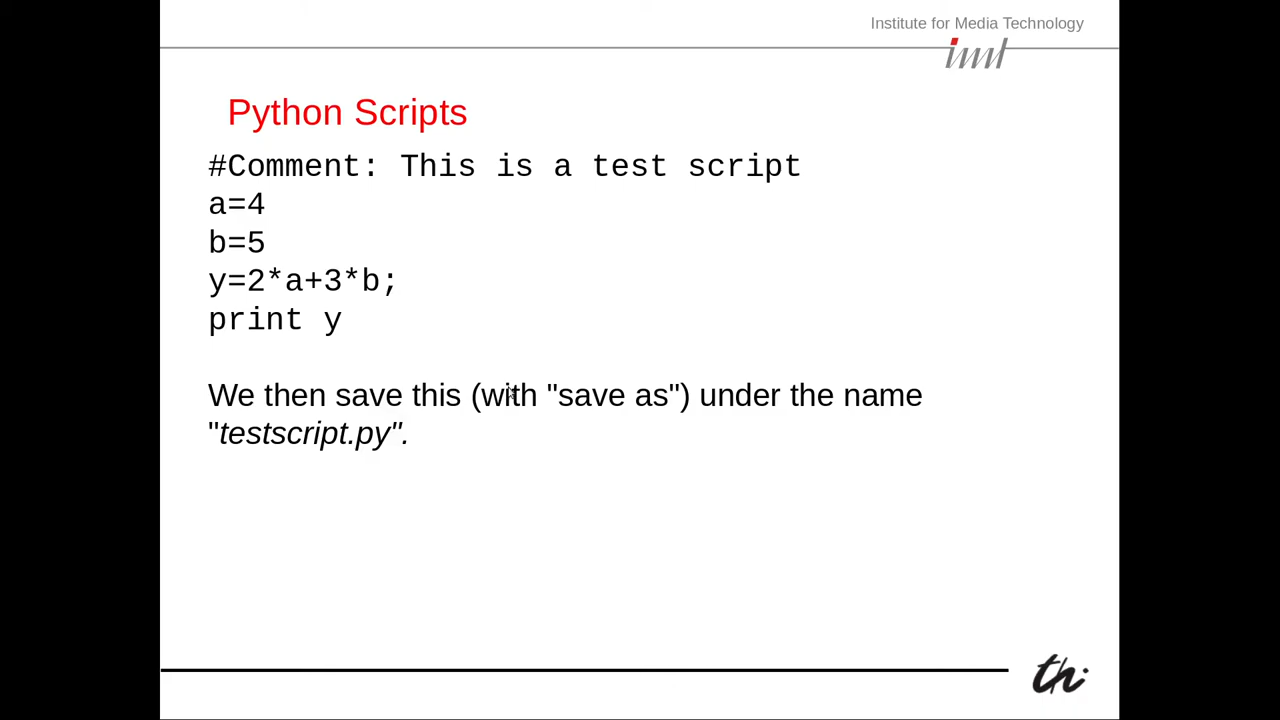 Institute for Media Technology
imt
Python Scripts
#Comment: This is a test script
a=4
b=5
y=2*a+3*b;
print y
We then save this (with "save as") under the name
"testscript.py".
th